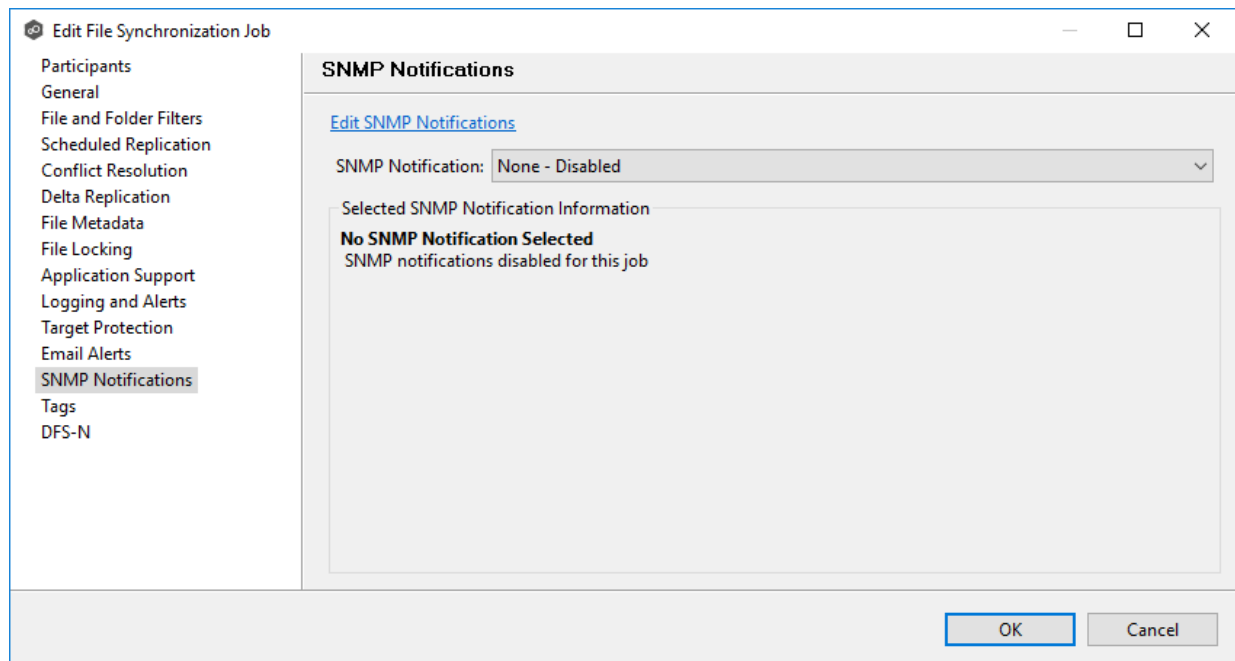 Edit File Synchronization Job
Participants
General
File and Folder Filters
Scheduled Replication
Conflict Resolution
Delta Replication
File Metadata
File Locking
Application Support
Logging and Alerts
Target Protection
Email Alerts
SNMP Notifications
Tags
DFS-N
SNMP Notifications
Edit SNMP Notifications
SNMP Notification: None - Disabled
Selected SNMP Notification Information
No SNMP Notification Selected
SNMP notifications disabled for this job
OK Cancel